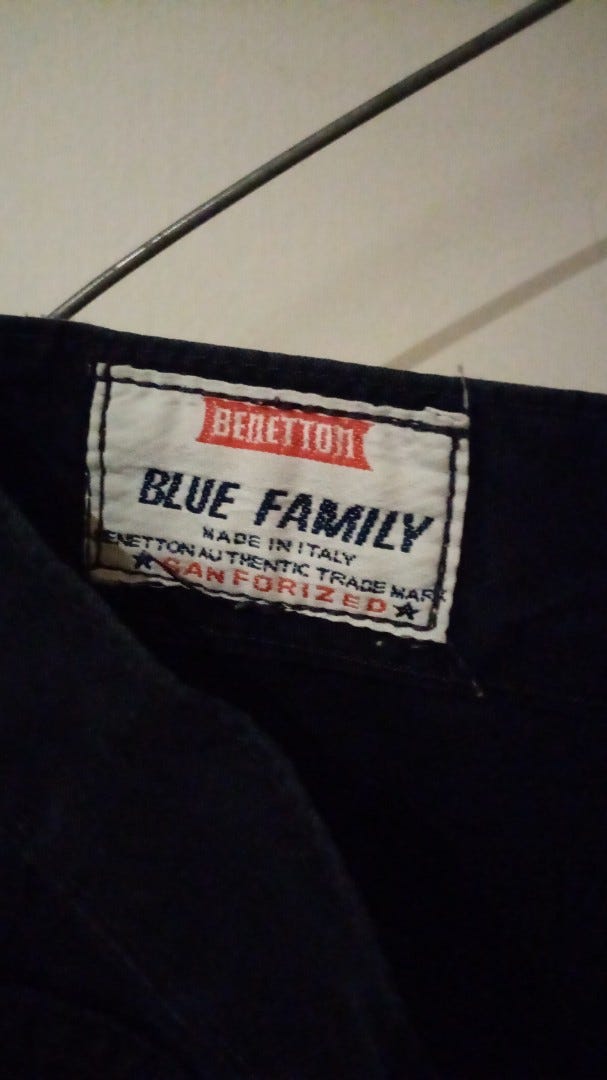 BENETTON
BLUE FAMILY
MADE IN ITALY
BENETTON AUTHENTIC TRADE MARK
SANFORIZED